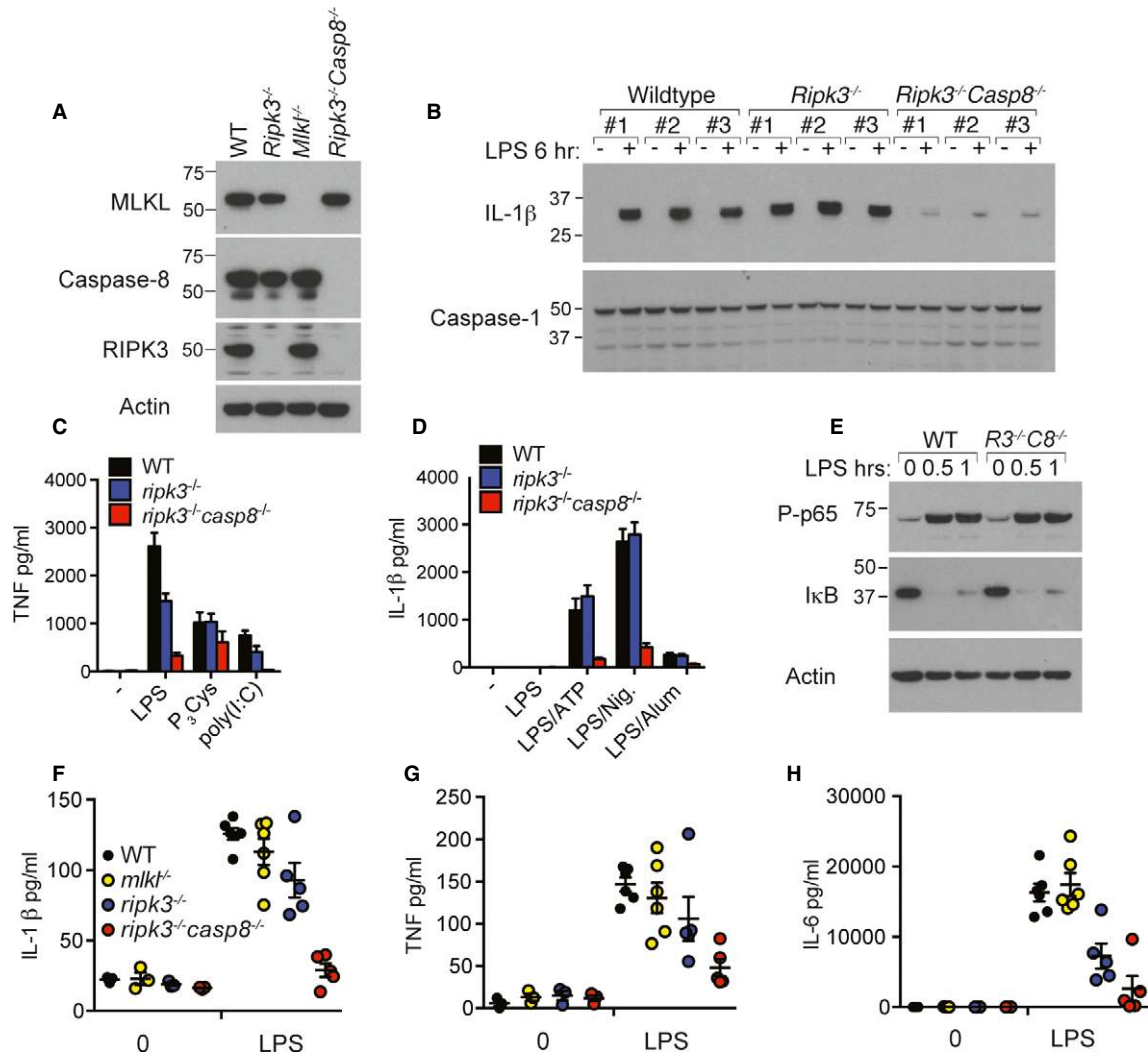 A
WT
Ripk3-/-
Mlkl-/-
Ripk3-/-Casp8-/-
75
MLKL
50
75
Caspase-8
50
RIPK3
50
Actin
B
Wildtype Ripk3-/- Ripk3-/-Casp8-/-
#1 #2 #3 #1 #2 #3 #1 #2 #3
LPS 6 hr: - + - + - + - + - + - + - + - + - +
37
IL-1β
25
50
Caspase-1
37
C
WT
ripk3-/-
ripk3-/-casp8-/-
TNF pg/ml
4000
3000
2000
1000
0
- LPS P3Cys poly(I:C)
D
WT
ripk3-/-
ripk3-/-casp8-/-
IL-1β pg/ml
4000
3000
2000
1000
0
- LPS LPS/ATP LPS/Nig. LPS/Alum
E
WT R3-/-C8-/-
LPS hrs: 0 0.5 1 0 0.5 1
P-p65 75
50
IκB 37
Actin
F
IL-1 β pg/ml
150
100
50
0
WT
mlkl-/-
ripk3-/-
ripk3-/-casp8-/-
0 LPS
G
TNF pg/ml
250
200
150
100
50
0
0 LPS
H
IL-6 pg/ml
30000
20000
10000
0
0 LPS